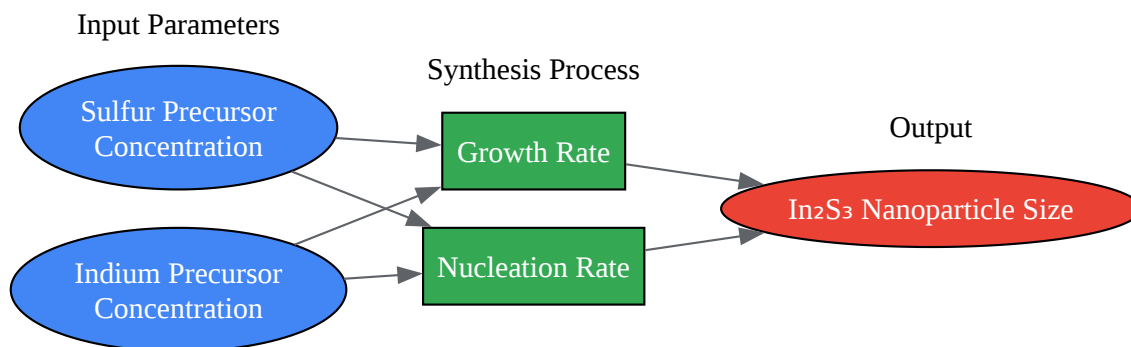 Input Parameters
Sulfur Precursor
Concentration
Indium Precursor
Concentration
Synthesis Process
Growth Rate
Nucleation Rate
Output
In₂S₃ Nanoparticle Size